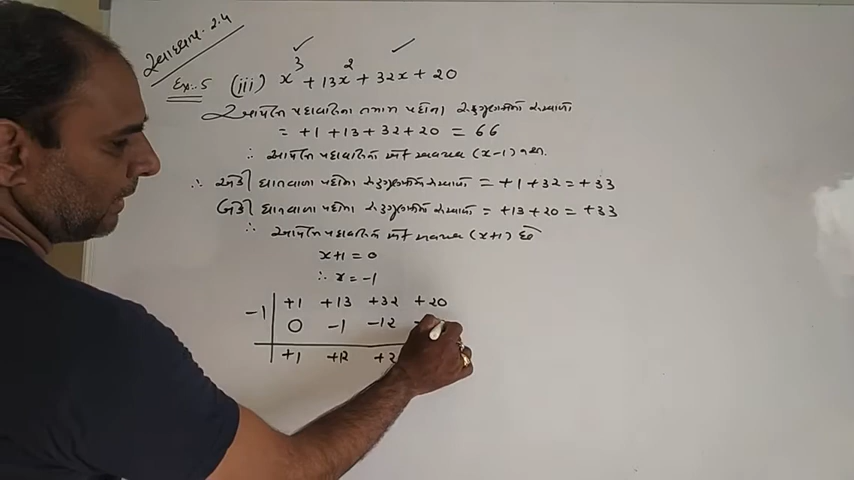 સ્વાધ્યાય 2.4
Ex:-5 (iii) x³ + 13x² + 32x + 20
આપેલ પદાવલિના તમામ પદોના સહગુણકોનો સરવાળો
= +1 +13 +32 +20 = 66
∴ આપેલ પદાવલિનો એક અવયવ (x-1) નથી.
∴ એકી ઘાતવાળા પદોના સહગુણકોનો સરવાળો = +1 +32 = +33
બેકી ઘાતવાળા પદોના સહગુણકોનો સરવાળો = +13 +20 = +33
∴ આપેલ પદાવલિનો એક અવયવ (x+1) છે
x+1 = 0
∴ x = -1
-1 | +1 +13 +32 +20
0 -1 -12
+1 +12 +2